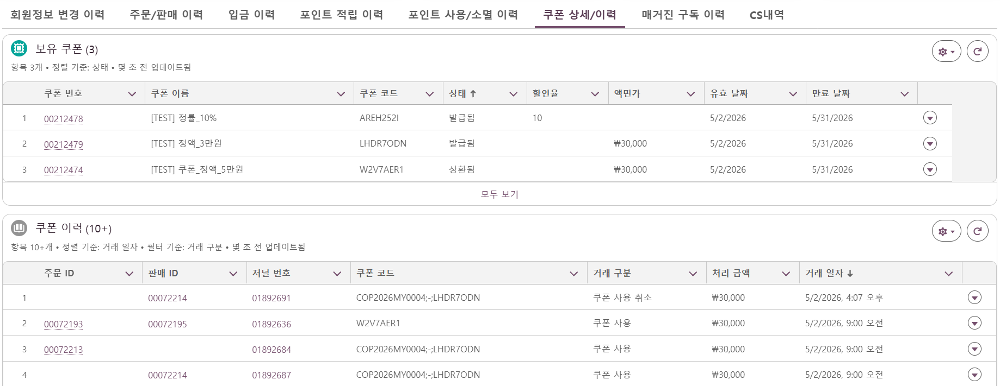 회원정보 변경 이력 주문/판매 이력 입금 이력 포인트 적립 이력 포인트 사용/소멸 이력 쿠폰 상세/이력 매거진 구독 이력 CS내역
보유 쿠폰 (3)
항목 3개 • 정렬 기준: 상태 • 몇 초 전 업데이트됨
쿠폰 번호 쿠폰 이름 쿠폰 코드 상태 ↑ 할인율 액면가 유효 날짜 만료 날짜
1 00212478 [TEST] 정률_10% AREH252I 발급됨 10 5/2/2026 5/31/2026
2 00212479 [TEST] 정액_3만원 LHDR7ODN 발급됨 ₩30,000 5/2/2026 5/31/2026
3 00212474 [TEST] 쿠폰_정액_5만원 W2V7AER1 상환됨 ₩30,000 5/2/2026 5/31/2026
모두 보기
쿠폰 이력 (10+)
항목 10+개 • 정렬 기준: 거래 일자 • 필터 기준: 거래 구분 • 몇 초 전 업데이트됨
주문 ID 판매 ID 저널 번호 쿠폰 코드 거래 구분 처리 금액 거래 일자 ↓
1 00072214 01892691 COP2026MY0004;-;LHDR7ODN 쿠폰 사용 취소 ₩30,000 5/2/2026, 4:07 오후
2 00072193 00072195 01892636 W2V7AER1 쿠폰 사용 ₩30,000 5/2/2026, 9:00 오전
3 00072213 01892684 COP2026MY0004;-;LHDR7ODN 쿠폰 사용 ₩30,000 5/2/2026, 9:00 오전
4 00072214 01892687 COP2026MY0004;-;LHDR7ODN 쿠폰 사용 ₩30,000 5/2/2026, 9:00 오전